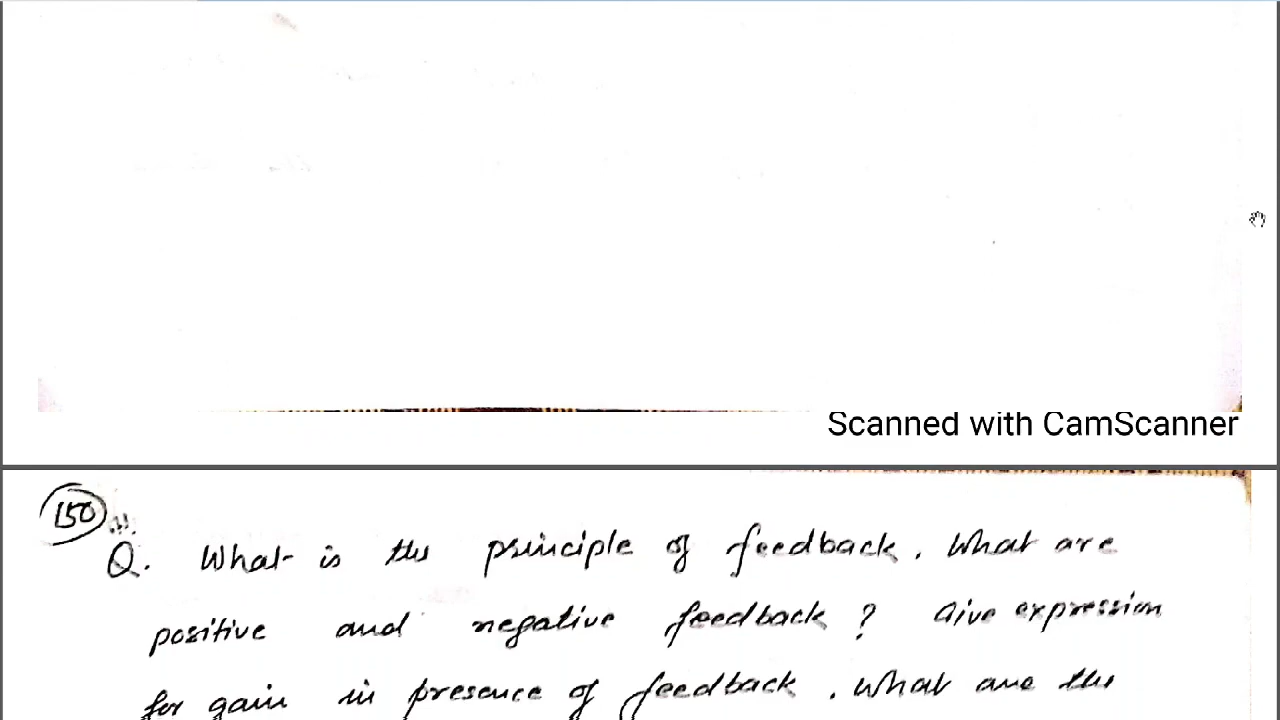 Scanned with CamScanner
150
Q. What is the principle of feedback. What are
positive and negative feedback ? Give expression
for gain in presence of feedback. What are the